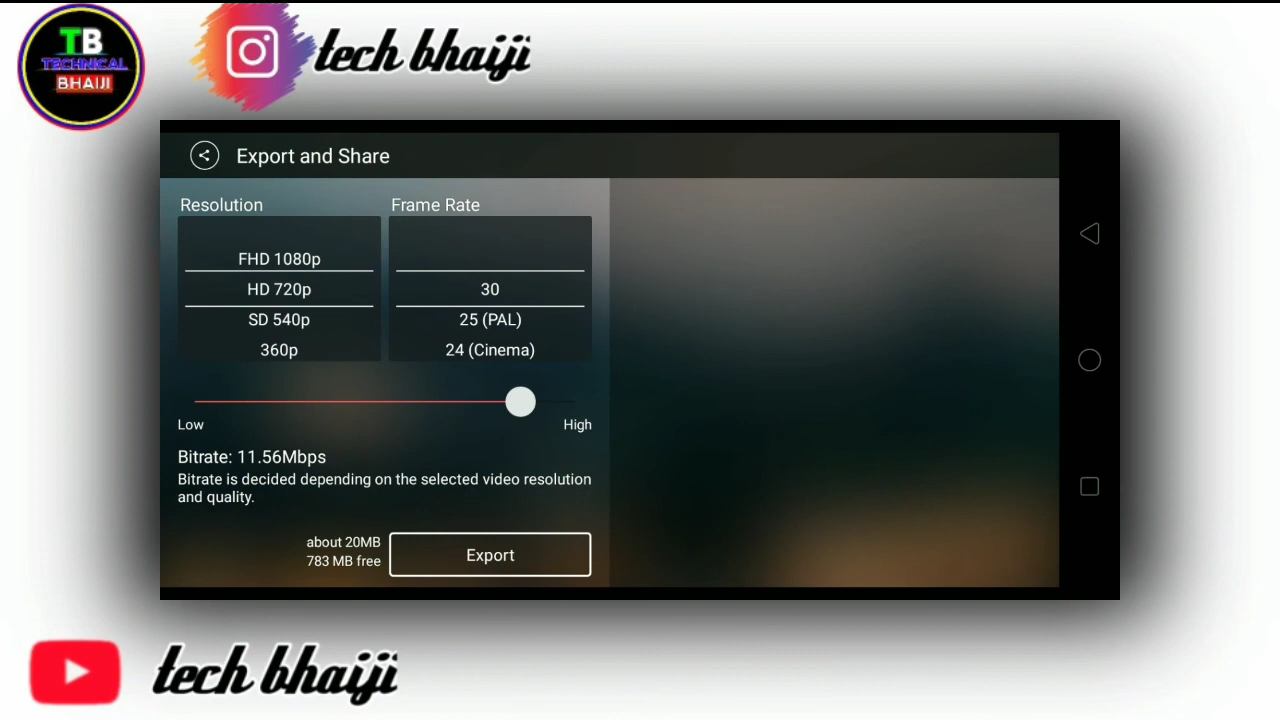 TB
TECHNICAL
BHAIJI
tech bhaiji
Export and Share
Resolution
Frame Rate
FHD 1080p
HD 720p
SD 540p
360p
30
25 (PAL)
24 (Cinema)
Low
High
Bitrate: 11.56Mbps
Bitrate is decided depending on the selected video resolution
and quality.
about 20MB
783 MB free
Export
tech bhaiji